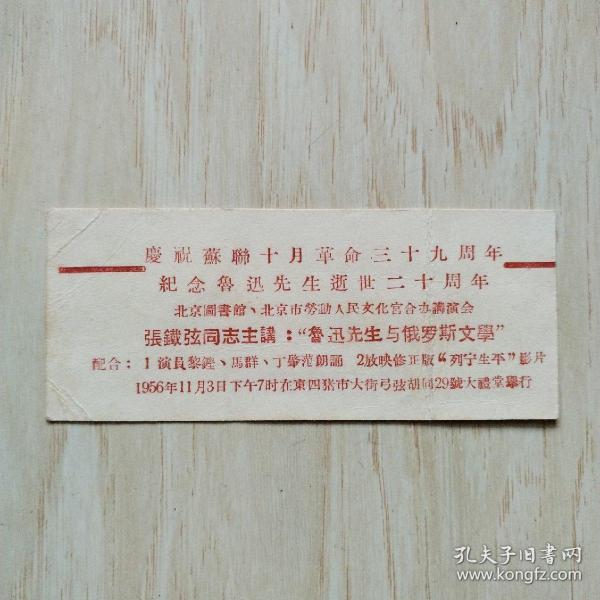 慶祝蘇聯十月革命三十九周年
紀念魯迅先生逝世二十周年
北京圖書館、北京市勞動人民文化宮合办講演会
張鐵弦同志主講：“魯迅先生与俄罗斯文學”
配合：1演員黎鏗、馬群、丁肇范朗誦 2放映修正版“列宁生平”影片
1956年11月3日下午7时在東四猪市大街弓弦胡同29號大禮堂舉行
孔夫子旧书网
www.kongfz.com